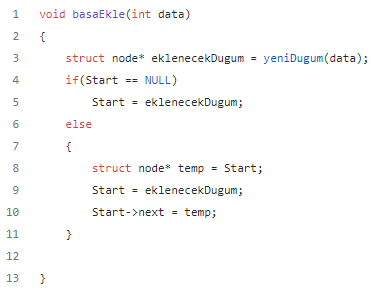 1 void basaEkle(int data)
2 {
3     struct node* eklenecekDugum = yeniDugum(data);
4     if(Start == NULL)
5         Start = eklenecekDugum;
6     else
7     {
8         struct node* temp = Start;
9         Start = eklenecekDugum;
10         Start->next = temp;
11     }
12
13 }